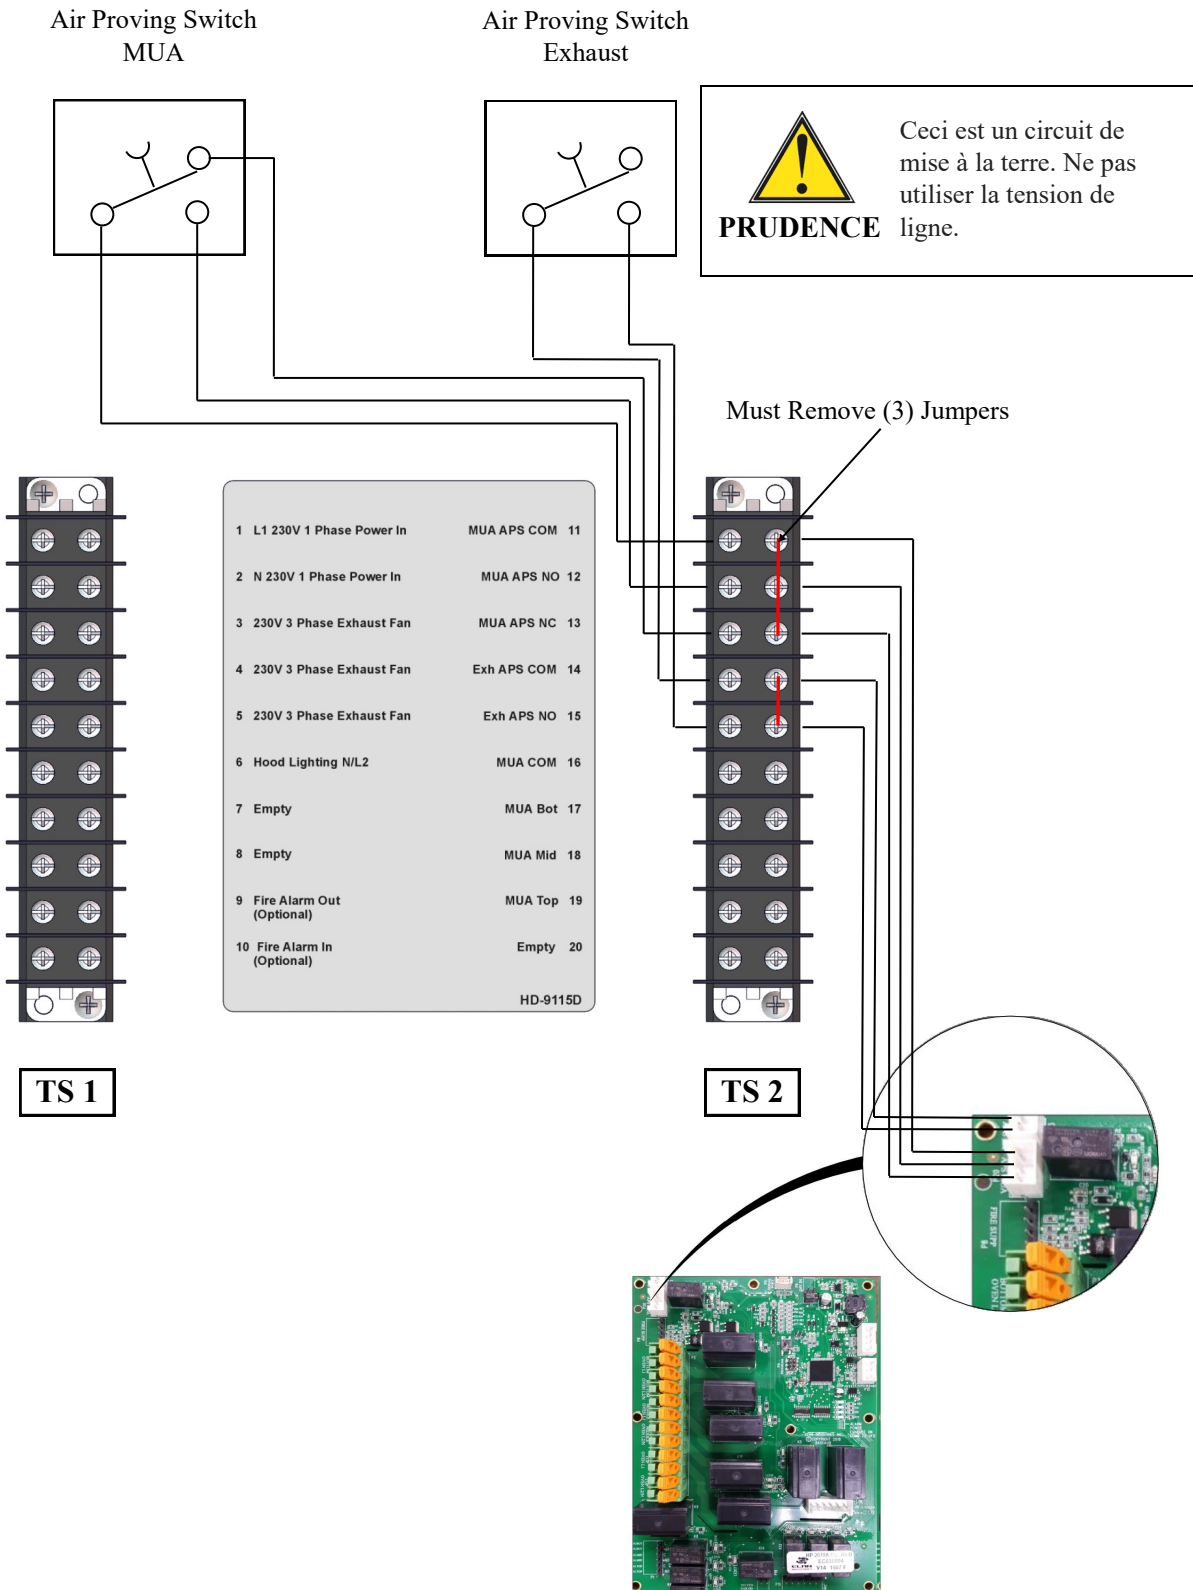 Air Proving Switch
MUA
Air Proving Switch
Exhaust
PRUDENCE
Ceci est un circuit de
mise à la terre. Ne pas
utiliser la tension de
ligne.
Must Remove (3) Jumpers
1 L1 230V 1 Phase Power In
2 N 230V 1 Phase Power In
3 230V 3 Phase Exhaust Fan
4 230V 3 Phase Exhaust Fan
5 230V 3 Phase Exhaust Fan
6 Hood Lighting N/L2
7 Empty
8 Empty
9 Fire Alarm Out
(Optional)
10 Fire Alarm In
(Optional)
MUA APS COM 11
MUA APS NO 12
MUA APS NC 13
Exh APS COM 14
Exh APS NO 15
MUA COM 16
MUA Bot 17
MUA Mid 18
MUA Top 19
Empty 20
HD-9115D
TS 1
TS 2
FIRE SUPP